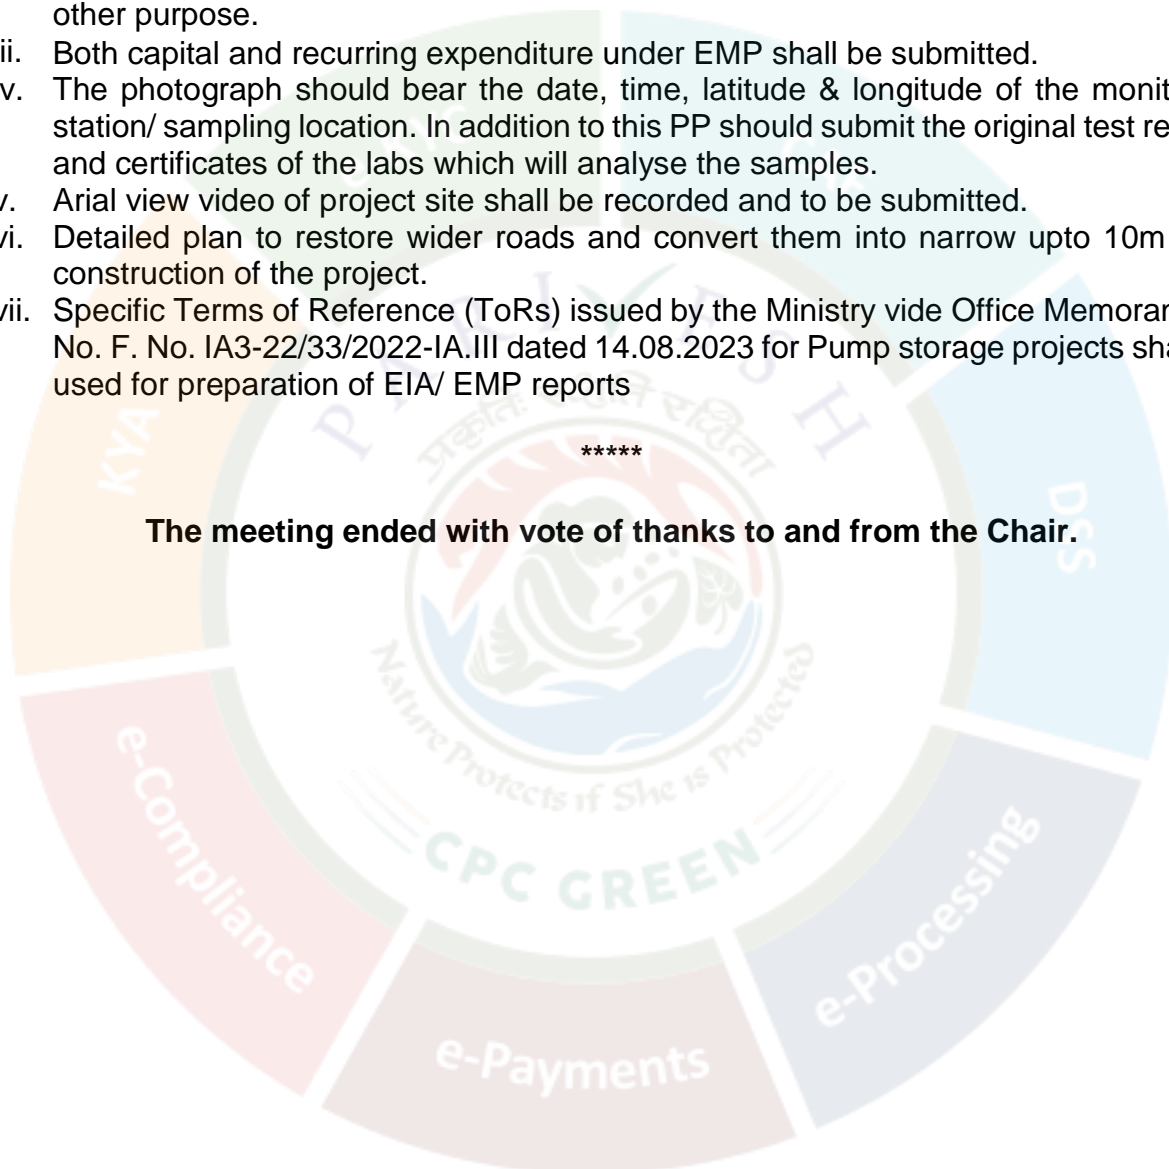 other purpose.
ii. Both capital and recurring expenditure under EMP shall be submitted.
v. The photograph should bear the date, time, latitude & longitude of the monit
station/ sampling location. In addition to this PP should submit the original test re
and certificates of the labs which will analyse the samples.
v. Arial view video of project site shall be recorded and to be submitted.
vi. Detailed plan to restore wider roads and convert them into narrow upto 10m
construction of the project.
vii. Specific Terms of Reference (ToRs) issued by the Ministry vide Office Memorar
No. F. No. IA3-22/33/2022-IA.III dated 14.08.2023 for Pump storage projects sha
used for preparation of EIA/ EMP reports
*****
The meeting ended with vote of thanks to and from the Chair.
PARIVESH
KYA
DSS
Nature Protects if She is Protected
CPC GREEN
e-Compliance
e-Payments
e-Processing